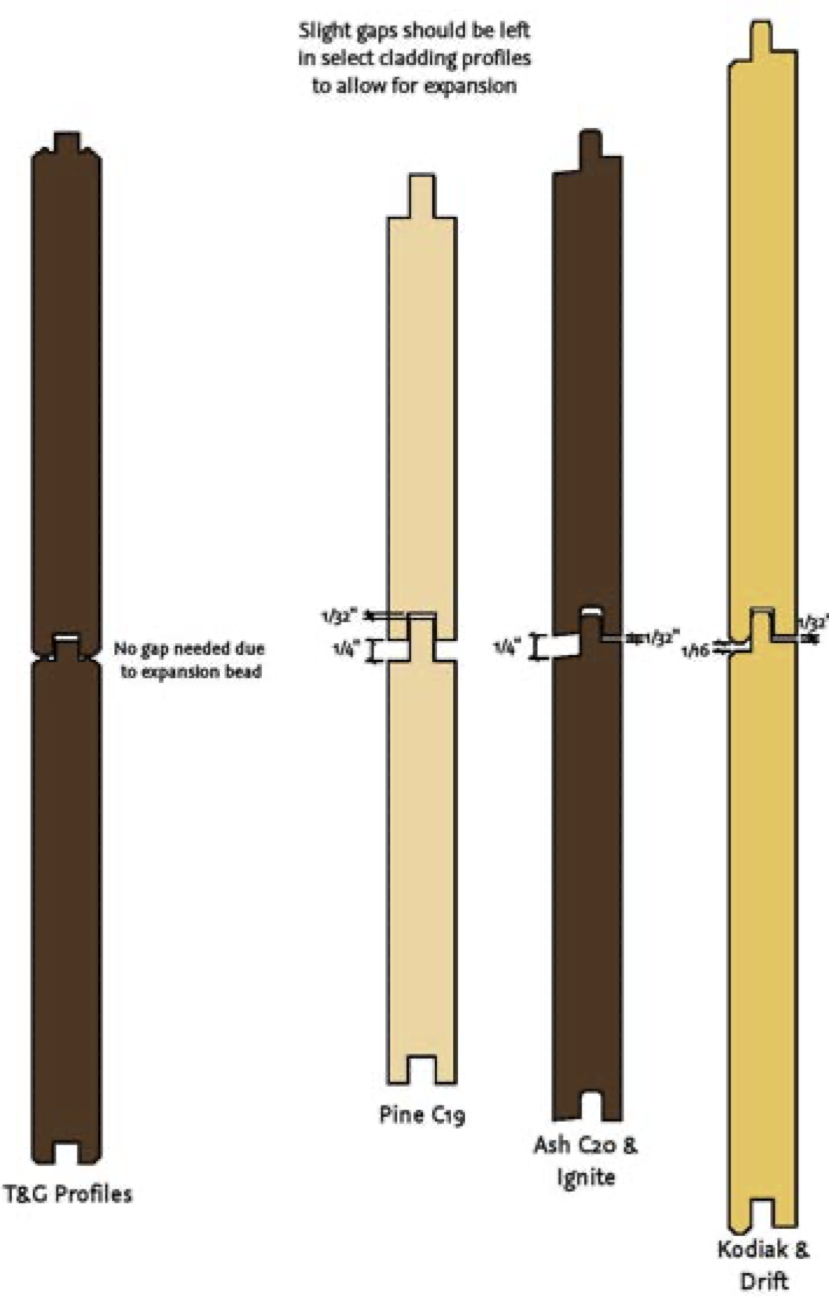 Slight gaps should be left
in select cladding profiles
to allow for expansion
No gap needed due
to expansion bead
1/32"
1/4"
1/4"
1/32"
1/16
1/32"
T&G Profiles
Pine C19
Ash C20 &
Ignite
Kodiak &
Drift